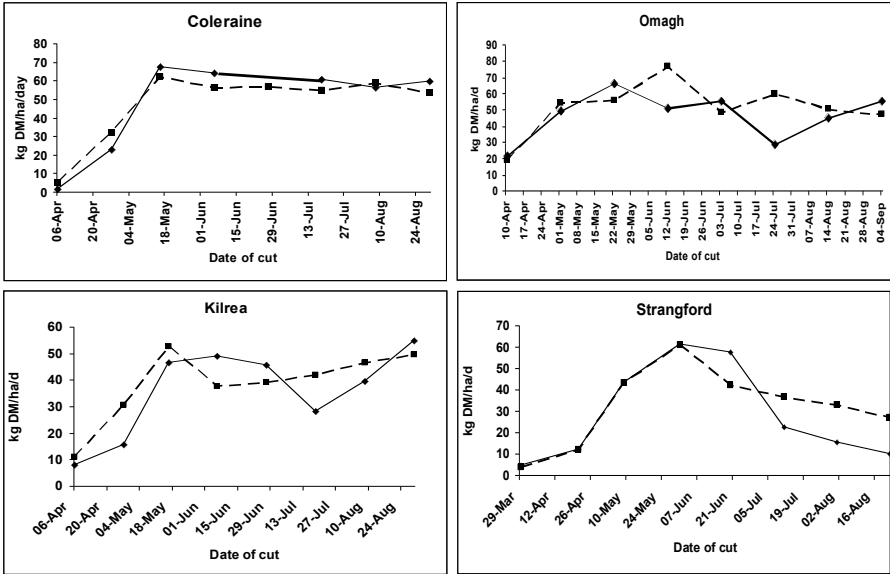 Coleraine
kg DM/ha/day
80
70
60
50
40
30
20
10
0
06-Apr
20-Apr
04-May
18-May
01-Jun
15-Jun
29-Jun
13-Jul
27-Jul
10-Aug
24-Aug
Date of cut
Omagh
kg DM/ha/d
90
80
70
60
50
40
30
20
10
0
10-Apr
17-Apr
24-Apr
01-May
08-May
15-May
22-May
29-May
05-Jun
12-Jun
19-Jun
26-Jun
03-Jul
10-Jul
17-Jul
24-Jul
31-Jul
07-Aug
14-Aug
21-Aug
28-Aug
04-Sep
Date of cut
Kilrea
kg DM/ha/d
60
50
40
30
20
10
0
06-Apr
20-Apr
04-May
18-May
01-Jun
15-Jun
29-Jun
13-Jul
27-Jul
10-Aug
24-Aug
Date of cut
Strangford
kg DM/ha/d
70
60
50
40
30
20
10
0
29-Mar
12-Apr
26-Apr
10-May
24-May
07-Jun
21-Jun
05-Jul
19-Jul
02-Aug
16-Aug
Date of cut